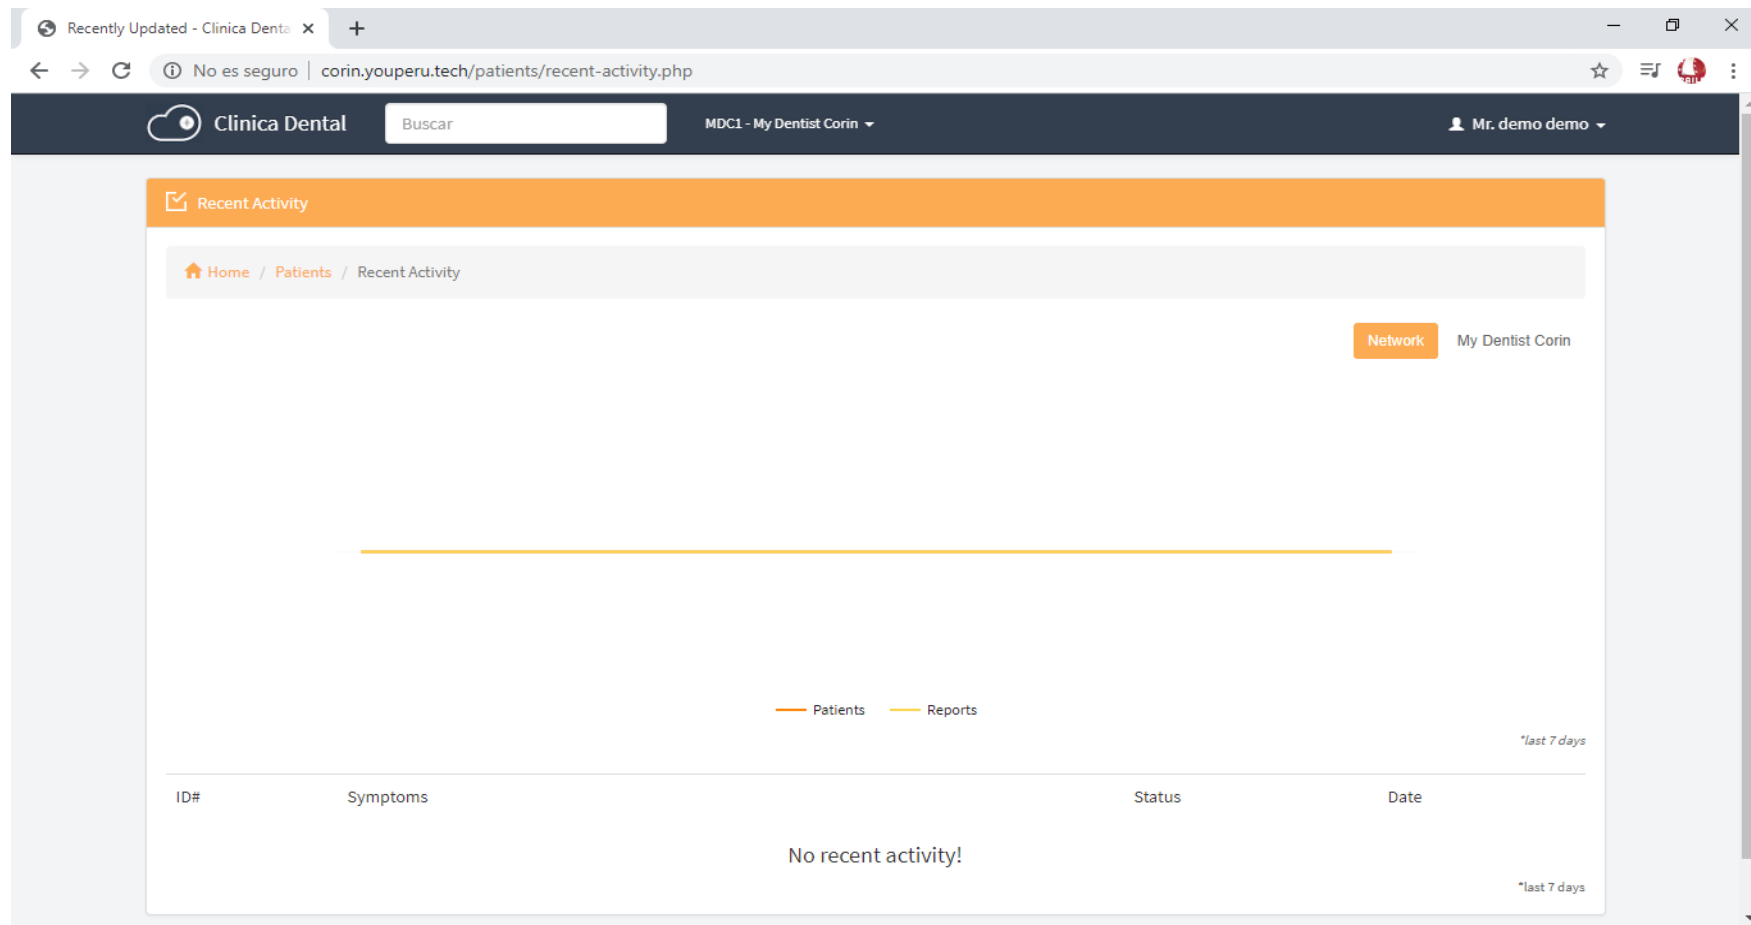 Recently Updated - Clinica Denta
No es seguro | corin.youperu.tech/patients/recent-activity.php
Clinica Dental Buscar MDC1 - My Dentist Corin Mr. demo demo
Recent Activity
Home / Patients / Recent Activity
Network My Dentist Corin
Patients Reports
*last 7 days
ID# Symptoms Status Date
No recent activity!
*last 7 days